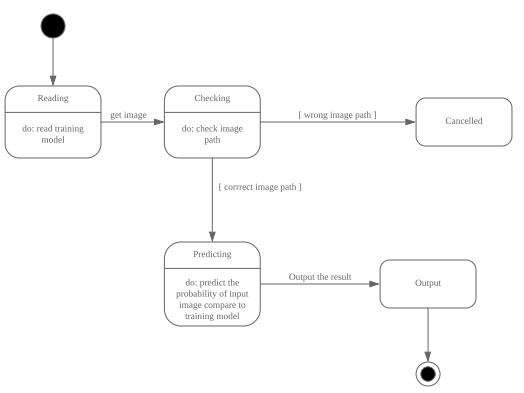 Reading
do: read training
model
get image
Checking
do: check image
path
[ wrong image path ]
Cancelled
[ corrrect image path ]
Predicting
do: predict the
probability of input
image compare to
training model
Output the result
Output